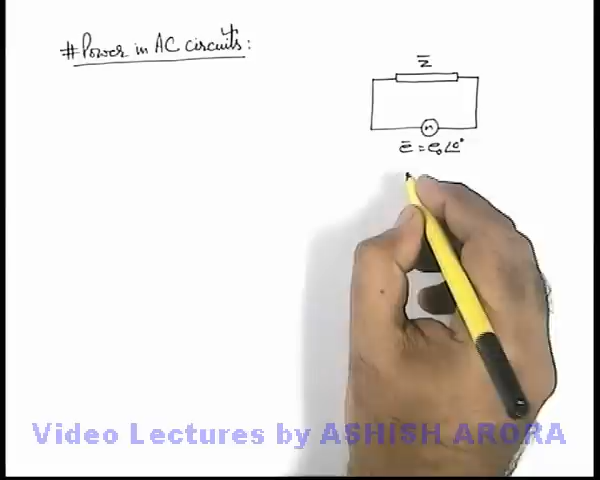 # Power in AC circuits :
Z̄
ē = e₀∠0°
Video Lectures by ASHISH ARORA